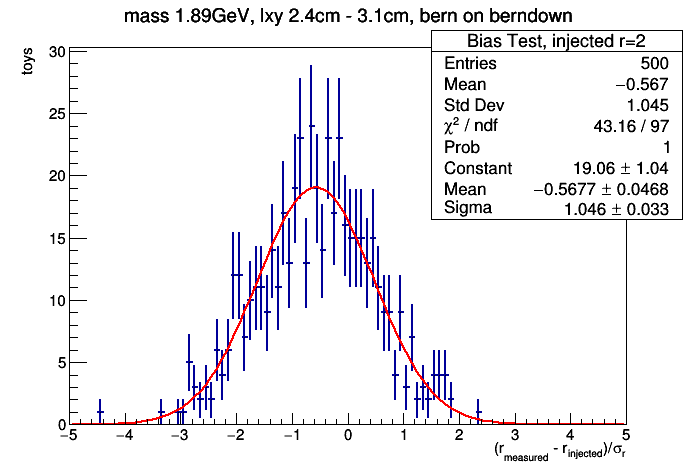 mass 1.89GeV, lxy 2.4cm - 3.1cm, bern on berndown
Bias Test, injected r=2
Entries 500
Mean −0.567
Std Dev 1.045
χ² / ndf 43.16 / 97
Prob 1
Constant 19.06 ± 1.04
Mean −0.5677 ± 0.0468
Sigma 1.046 ± 0.033
toys
30
25
20
15
10
5
0
−5 −4 −3 −2 −1 0 1 2 3 4 5
(r_measured - r_injected)/σ_r